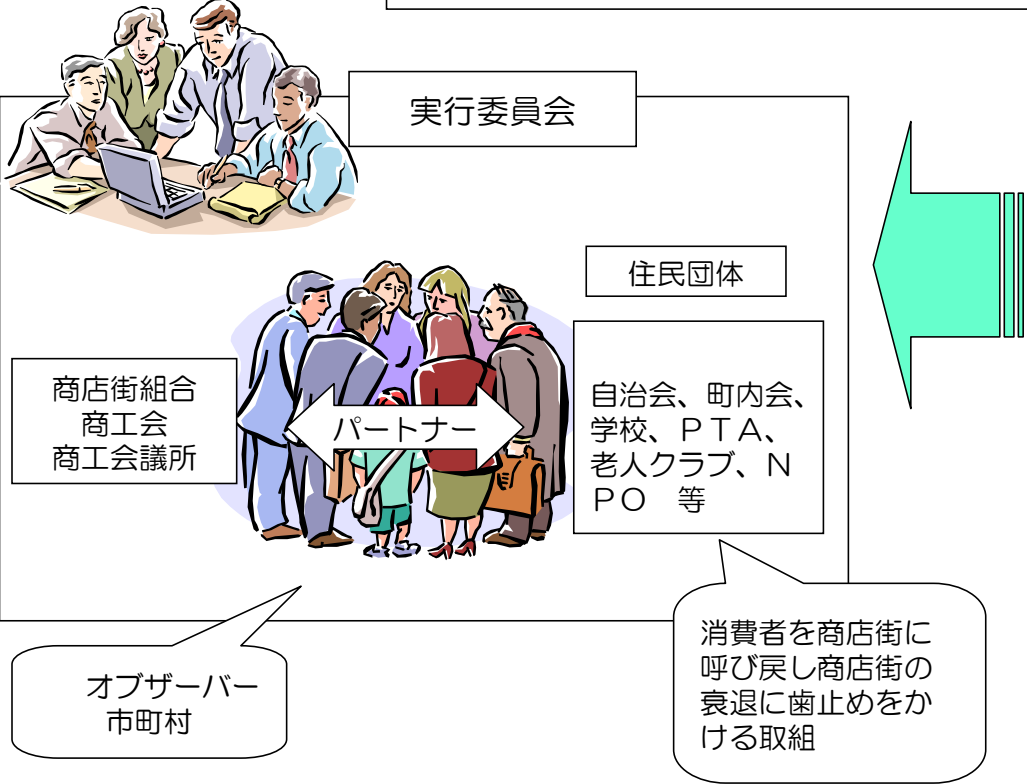 実行委員会
住民団体
商店街組合
商工会
商工会議所
パートナー
自治会、町内会、
学校、ＰＴＡ、
老人クラブ、Ｎ
ＰＯ　等
オブザーバー
市町村
消費者を商店街に
呼び戻し商店街の
衰退に歯止めをか
ける取組